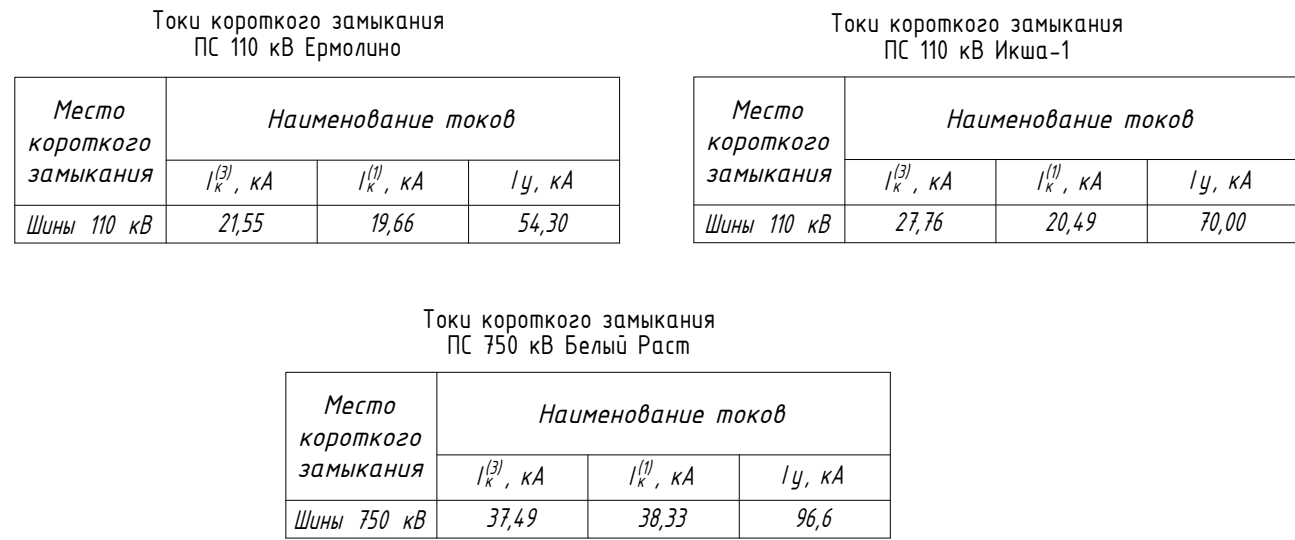 Токи короткого замыкания
ПС 110 кВ Ермолино
Место
короткого
замыкания
Наименование токов
I к (3), кА
I к (1), кА
Iу, кА
Шины 110 кВ
21,55
19,66
54,30
Токи короткого замыкания
ПС 110 кВ Икша-1
Место
короткого
замыкания
Наименование токов
I к (3), кА
I к (1), кА
Iу, кА
Шины 110 кВ
27,76
20,49
70,00
Токи короткого замыкания
ПС 750 кВ Белый Раст
Место
короткого
замыкания
Наименование токов
I к (3), кА
I к (1), кА
Iу, кА
Шины 750 кВ
37,49
38,33
96,6